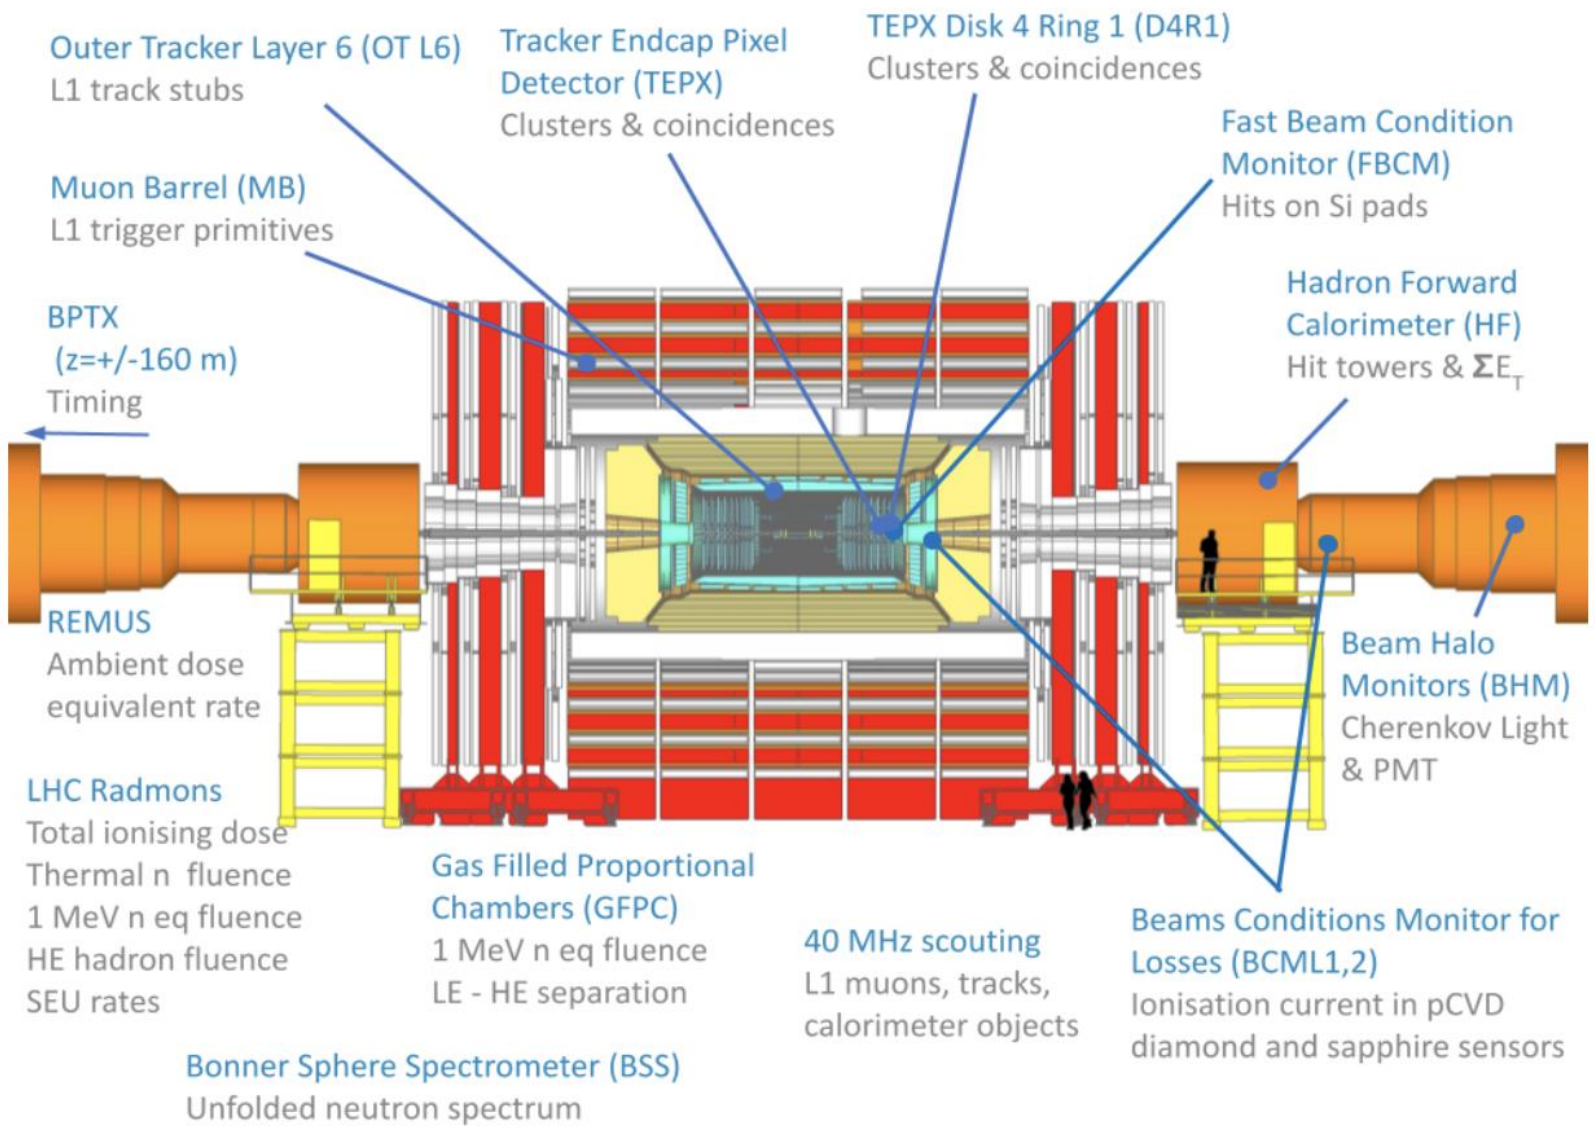 Outer Tracker Layer 6 (OT L6)
L1 track stubs
Tracker Endcap Pixel
Detector (TEPX)
Clusters & coincidences
TEPX Disk 4 Ring 1 (D4R1)
Clusters & coincidences
Fast Beam Condition
Monitor (FBCM)
Hits on Si pads
Muon Barrel (MB)
L1 trigger primitives
BPTX
(z=+/-160 m)
Timing
Hadron Forward
Calorimeter (HF)
Hit towers & ΣE_T
REMUS
Ambient dose
equivalent rate
Beam Halo
Monitors (BHM)
Cherenkov Light
& PMT
LHC Radmons
Total ionising dose
Thermal n fluence
1 MeV n eq fluence
HE hadron fluence
SEU rates
Gas Filled Proportional
Chambers (GFPC)
1 MeV n eq fluence
LE - HE separation
40 MHz scouting
L1 muons, tracks,
calorimeter objects
Beams Conditions Monitor for
Losses (BCML1,2)
Ionisation current in pCVD
diamond and sapphire sensors
Bonner Sphere Spectrometer (BSS)
Unfolded neutron spectrum